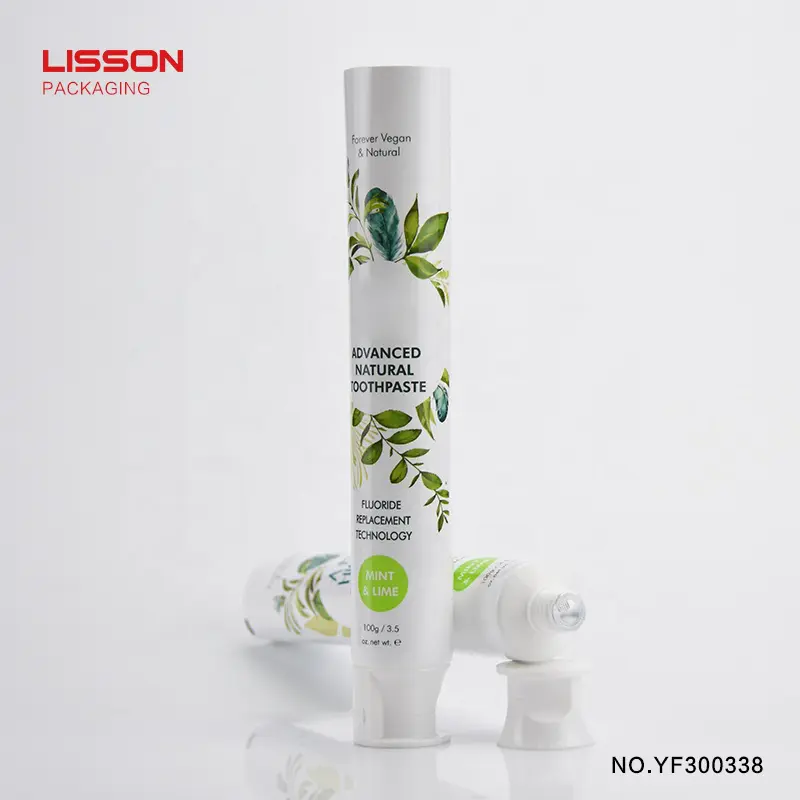 LISSON
PACKAGING
Forever Vegan
& Natural
ADVANCED
NATURAL
TOOTHPASTE
FLUORIDE
REPLACEMENT
TECHNOLOGY
MINT
& LIME
100g / 3.5
oz. net wt. ℮
NO.YF300338